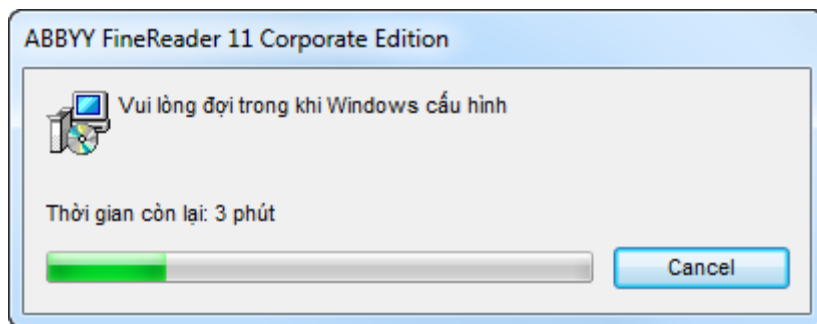 ABBYY FineReader 11 Corporate Edition
Vui lòng đợi trong khi Windows cấu hình
Thời gian còn lại: 3 phút
Cancel